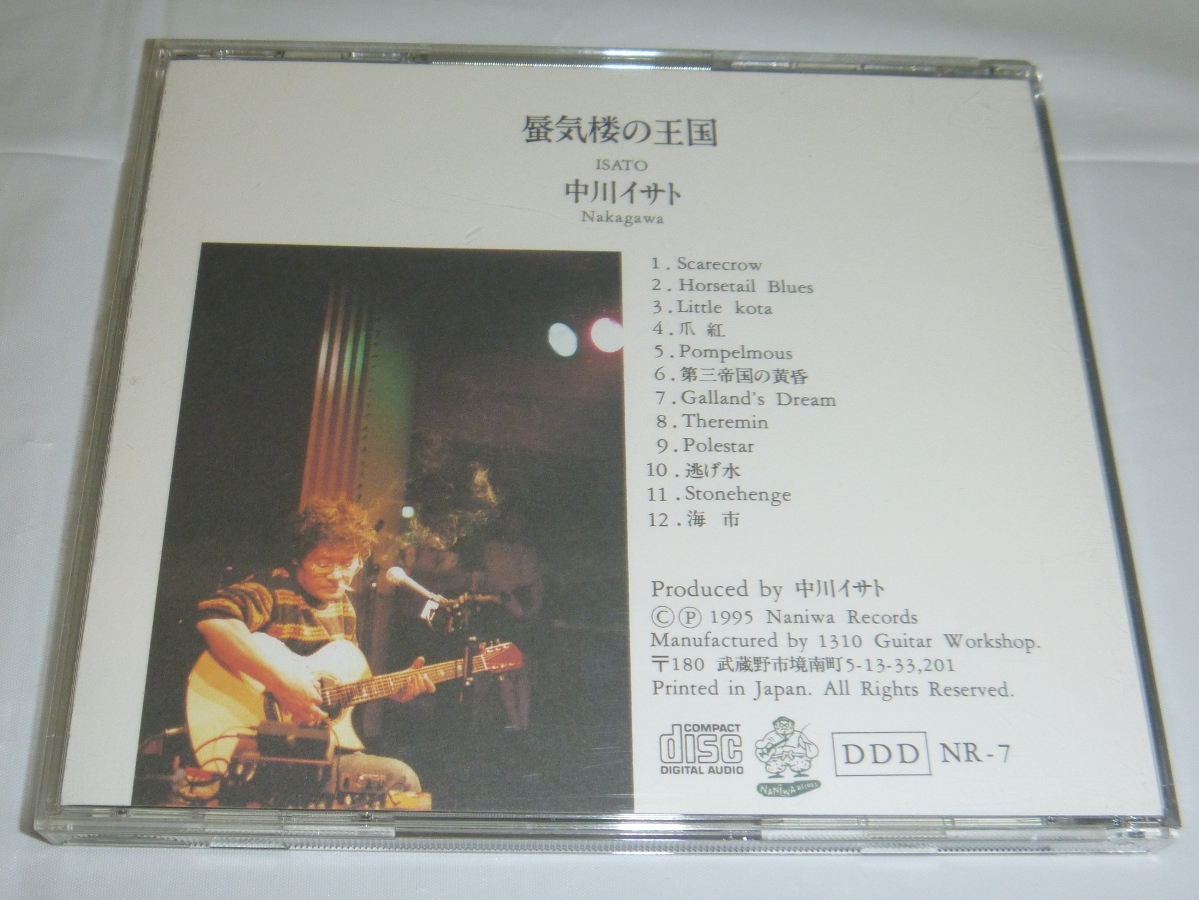 蜃気楼の王国
ISATO
中川イサト
Nakagawa
1. Scarecrow
2. Horsetail Blues
3. Little kota
4. 爪 紅
5. Pompelmous
6. 第三帝国の黄昏
7. Galland's Dream
8. Theremin
9. Polestar
10. 逃げ水
11. Stonehenge
12. 海 市
Produced by 中川イサト
Ⓒ Ⓟ 1995 Naniwa Records
Manufactured by 1310 Guitar Workshop.
〒180 武蔵野市境南町5-13-33,201
Printed in Japan. All Rights Reserved.
COMPACT
disc
DIGITAL AUDIO
NANIWA
DDD
NR-7